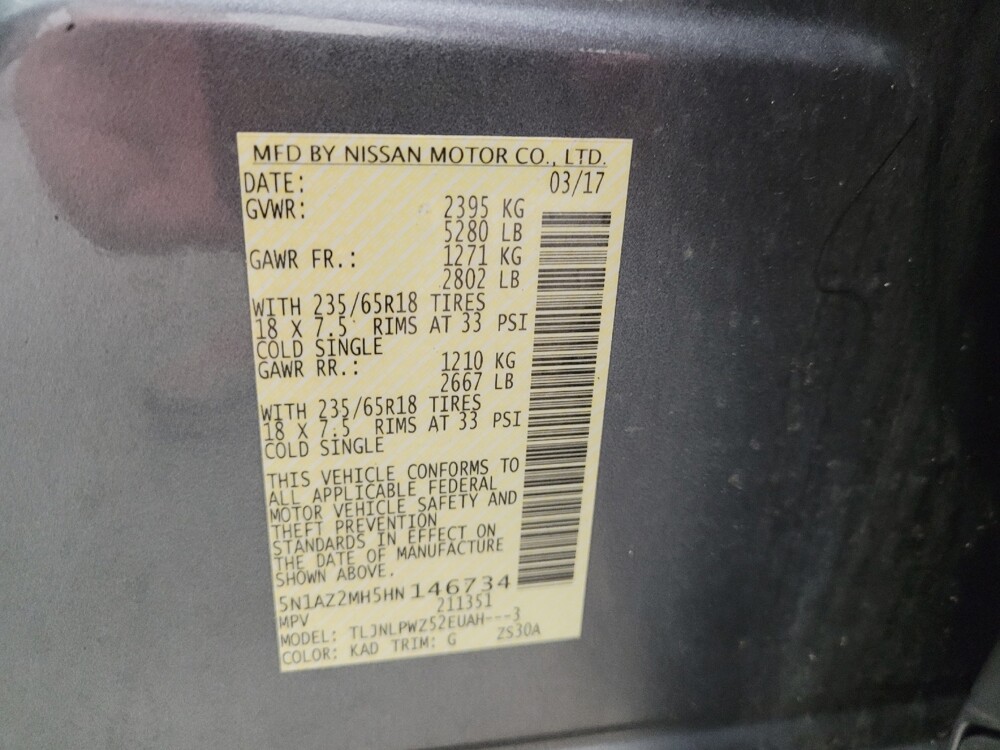 MFD BY NISSAN MOTOR CO., LTD.
DATE: 03/17
GVWR: 2395 KG
5280 LB
GAWR FR.: 1271 KG
2802 LB
WITH 235/65R18 TIRES
18 X 7.5 RIMS AT 33 PSI
COLD SINGLE
GAWR RR.: 1210 KG
2667 LB
WITH 235/65R18 TIRES
18 X 7.5 RIMS AT 33 PSI
COLD SINGLE
THIS VEHICLE CONFORMS TO
ALL APPLICABLE FEDERAL
MOTOR VEHICLE SAFETY AND
THEFT PREVENTION
STANDARDS IN EFFECT ON
THE DATE OF MANUFACTURE
SHOWN ABOVE.
5N1AZ2MH5HN146734
MPV 211351
MODEL: TLJNLPWZ52EUAH---3
COLOR: KAD TRIM: G ZS30A